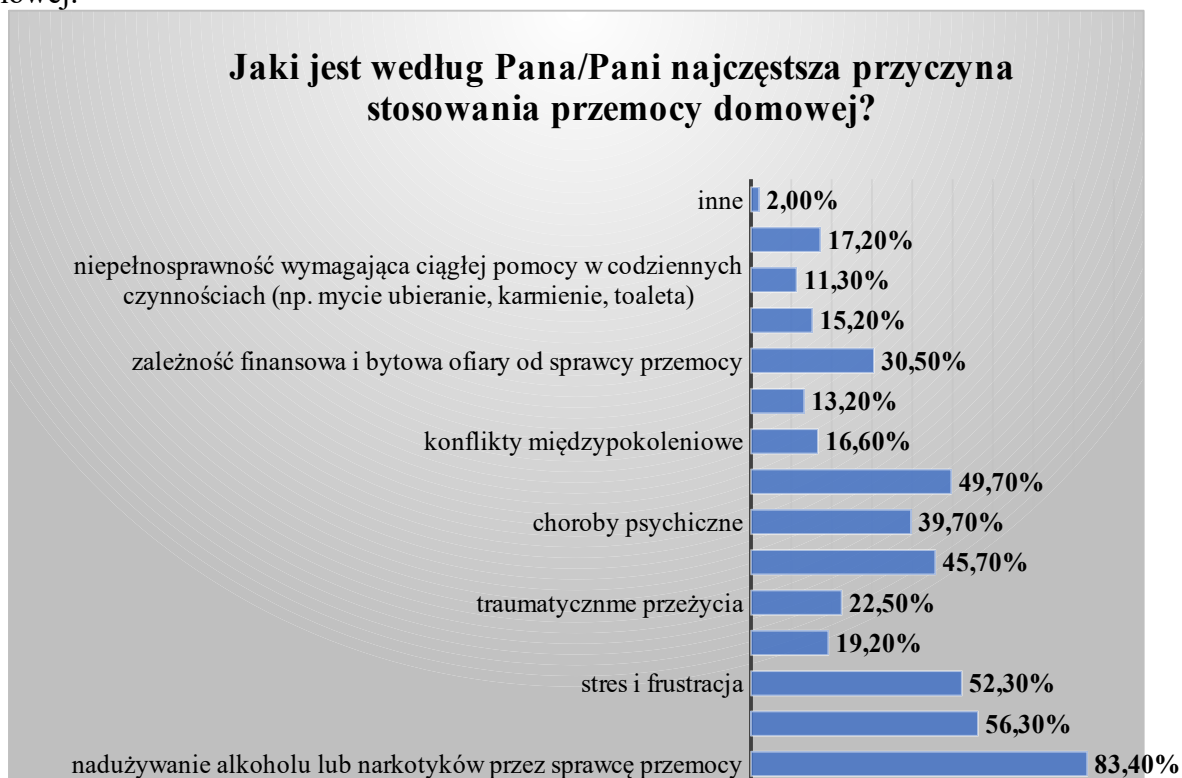 Jaki jest według Pana/Pani najczęstsza przyczyna
stosowania przemocy domowej?
inne 2,00%
17,20%
niepełnosprawność wymagająca ciągłej pomocy w codziennych
czynnościach (np. mycie ubieranie, karmienie, toaleta) 11,30%
15,20%
zależność finansowa i bytowa ofiary od sprawcy przemocy 30,50%
13,20%
konflikty międzypokoleniowe 16,60%
49,70%
choroby psychiczne 39,70%
45,70%
traumatycznme przeżycia 22,50%
19,20%
stres i frustracja 52,30%
56,30%
nadużywanie alkoholu lub narkotyków przez sprawcę przemocy 83,40%